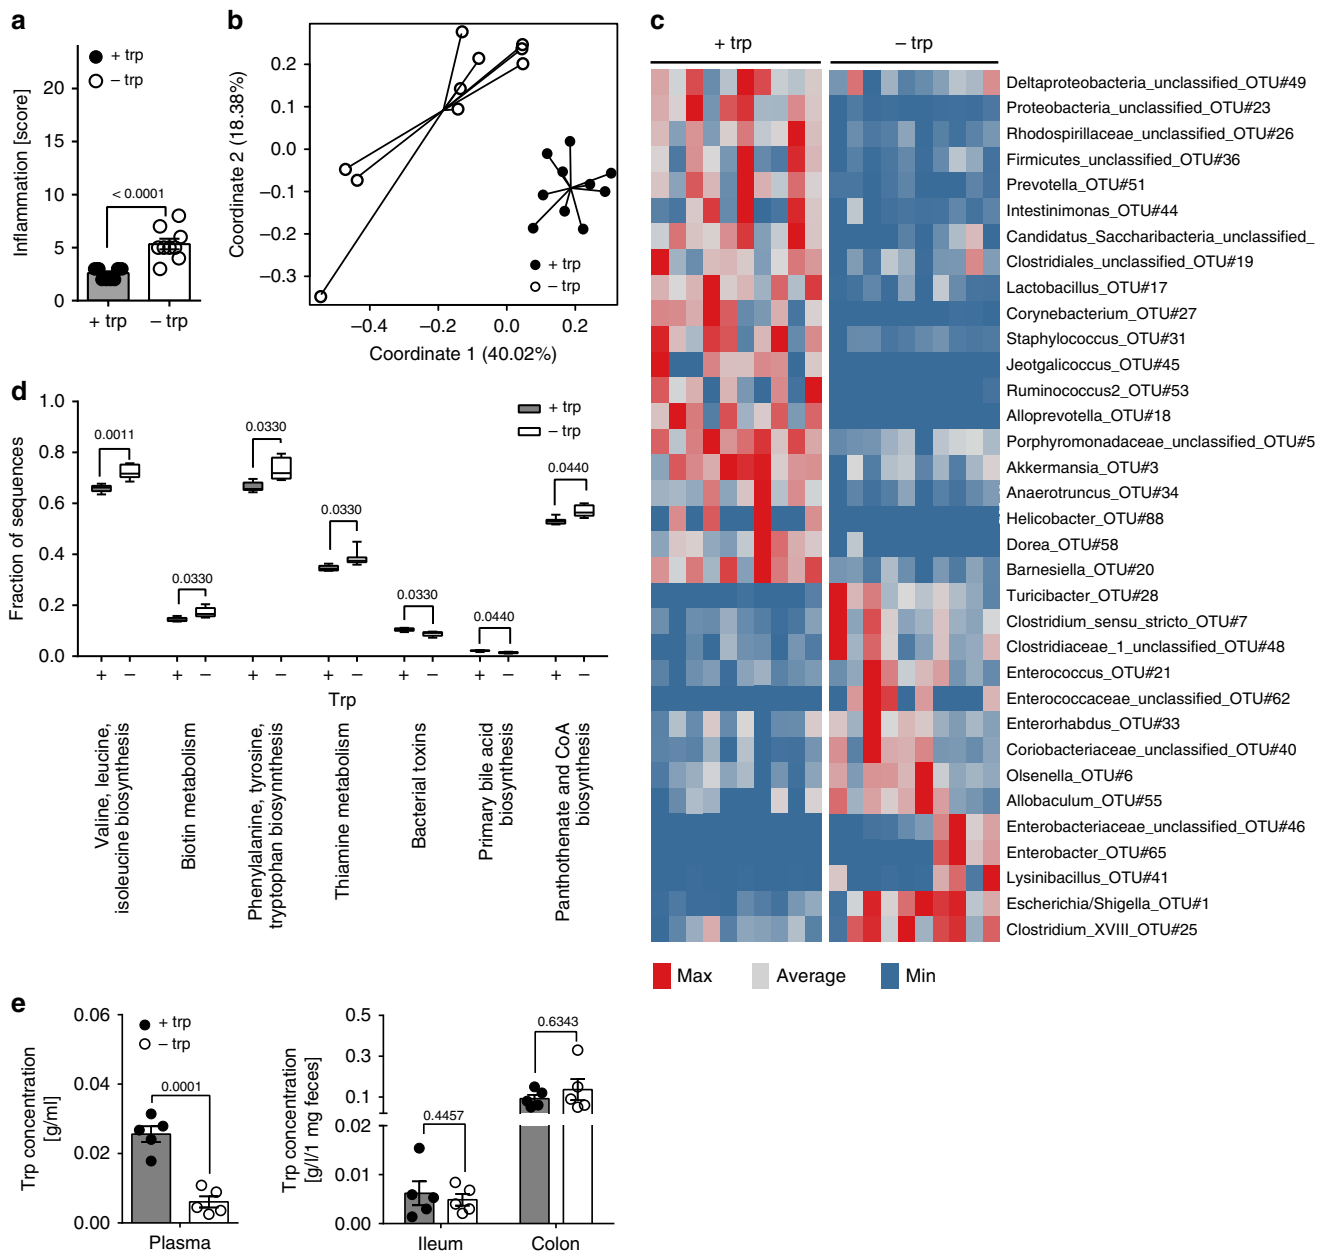 a
+ trp
– trp
Inflammation [score]
20
15
10
5
0
< 0.0001
+ trp
– trp
b
Coordinate 2 (18.38%)
0.2
0.1
0.0
–0.1
–0.2
–0.3
+ trp
– trp
–0.4
–0.2
0.0
0.2
Coordinate 1 (40.02%)
c
+ trp
– trp
Deltaproteobacteria_unclassified_OTU#49
Proteobacteria_unclassified_OTU#23
Rhodospirillaceae_unclassified_OTU#26
Firmicutes_unclassified_OTU#36
Prevotella_OTU#51
Intestinimonas_OTU#44
Candidatus_Saccharibacteria_unclassified_
Clostridiales_unclassified_OTU#19
Lactobacillus_OTU#17
Corynebacterium_OTU#27
Staphylococcus_OTU#31
Jeotgalicoccus_OTU#45
Ruminococcus2_OTU#53
Alloprevotella_OTU#18
Porphyromonadaceae_unclassified_OTU#5
Akkermansia_OTU#3
Anaerotruncus_OTU#34
Helicobacter_OTU#88
Dorea_OTU#58
Barnesiella_OTU#20
Turicibacter_OTU#28
Clostridium_sensu_stricto_OTU#7
Clostridiaceae_1_unclassified_OTU#48
Enterococcus_OTU#21
Enterococcaceae_unclassified_OTU#62
Enterorhabdus_OTU#33
Coriobacteriaceae_unclassified_OTU#40
Olsenella_OTU#6
Allobaculum_OTU#55
Enterobacteriaceae_unclassified_OTU#46
Enterobacter_OTU#65
Lysinibacillus_OTU#41
Escherichia/Shigella_OTU#1
Clostridium_XVIII_OTU#25
Max
Average
Min
d
Fraction of sequences
1.0
0.8
0.6
0.4
0.2
0.0
+ trp
– trp
0.0011
0.0330
0.0330
0.0330
0.0330
0.0440
0.0440
+ – + – + – + – + – + – + –
Trp
Valine, leucine,
isoleucine biosynthesis
Biotin metabolism
Phenylalanine, tyrosine,
tryptophan biosynthesis
Thiamine metabolism
Bacterial toxins
Primary bile acid
biosynthesis
Panthothenate and CoA
biosynthesis
e
Trp concentration
[g/ml]
0.06
0.04
0.02
0.00
+ trp
– trp
0.0001
Plasma
Trp concentration
[g/l/1 mg feces]
0.5
0.3
0.1
0.02
0.01
0.00
0.4457
0.6343
Ileum
Colon